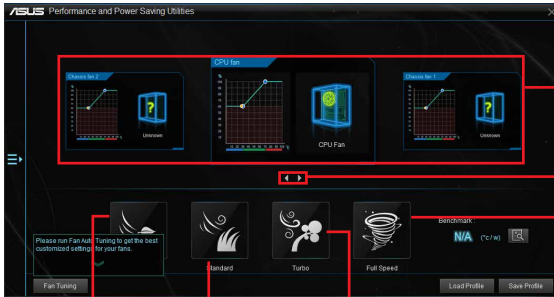 ASUS Performance and Power Saving Utilities
CPU fan
Chassis fan 2
Chassis fan 1
?
Unknown
CPU Fan
?
Unknown
Please run Fan Auto Tuning to get the best
customized settings for your fans.
Standard
Turbo
Full Speed
Benchmark :
N/A (°c / w)
Fan Tuning
Load Profile
Save Profile